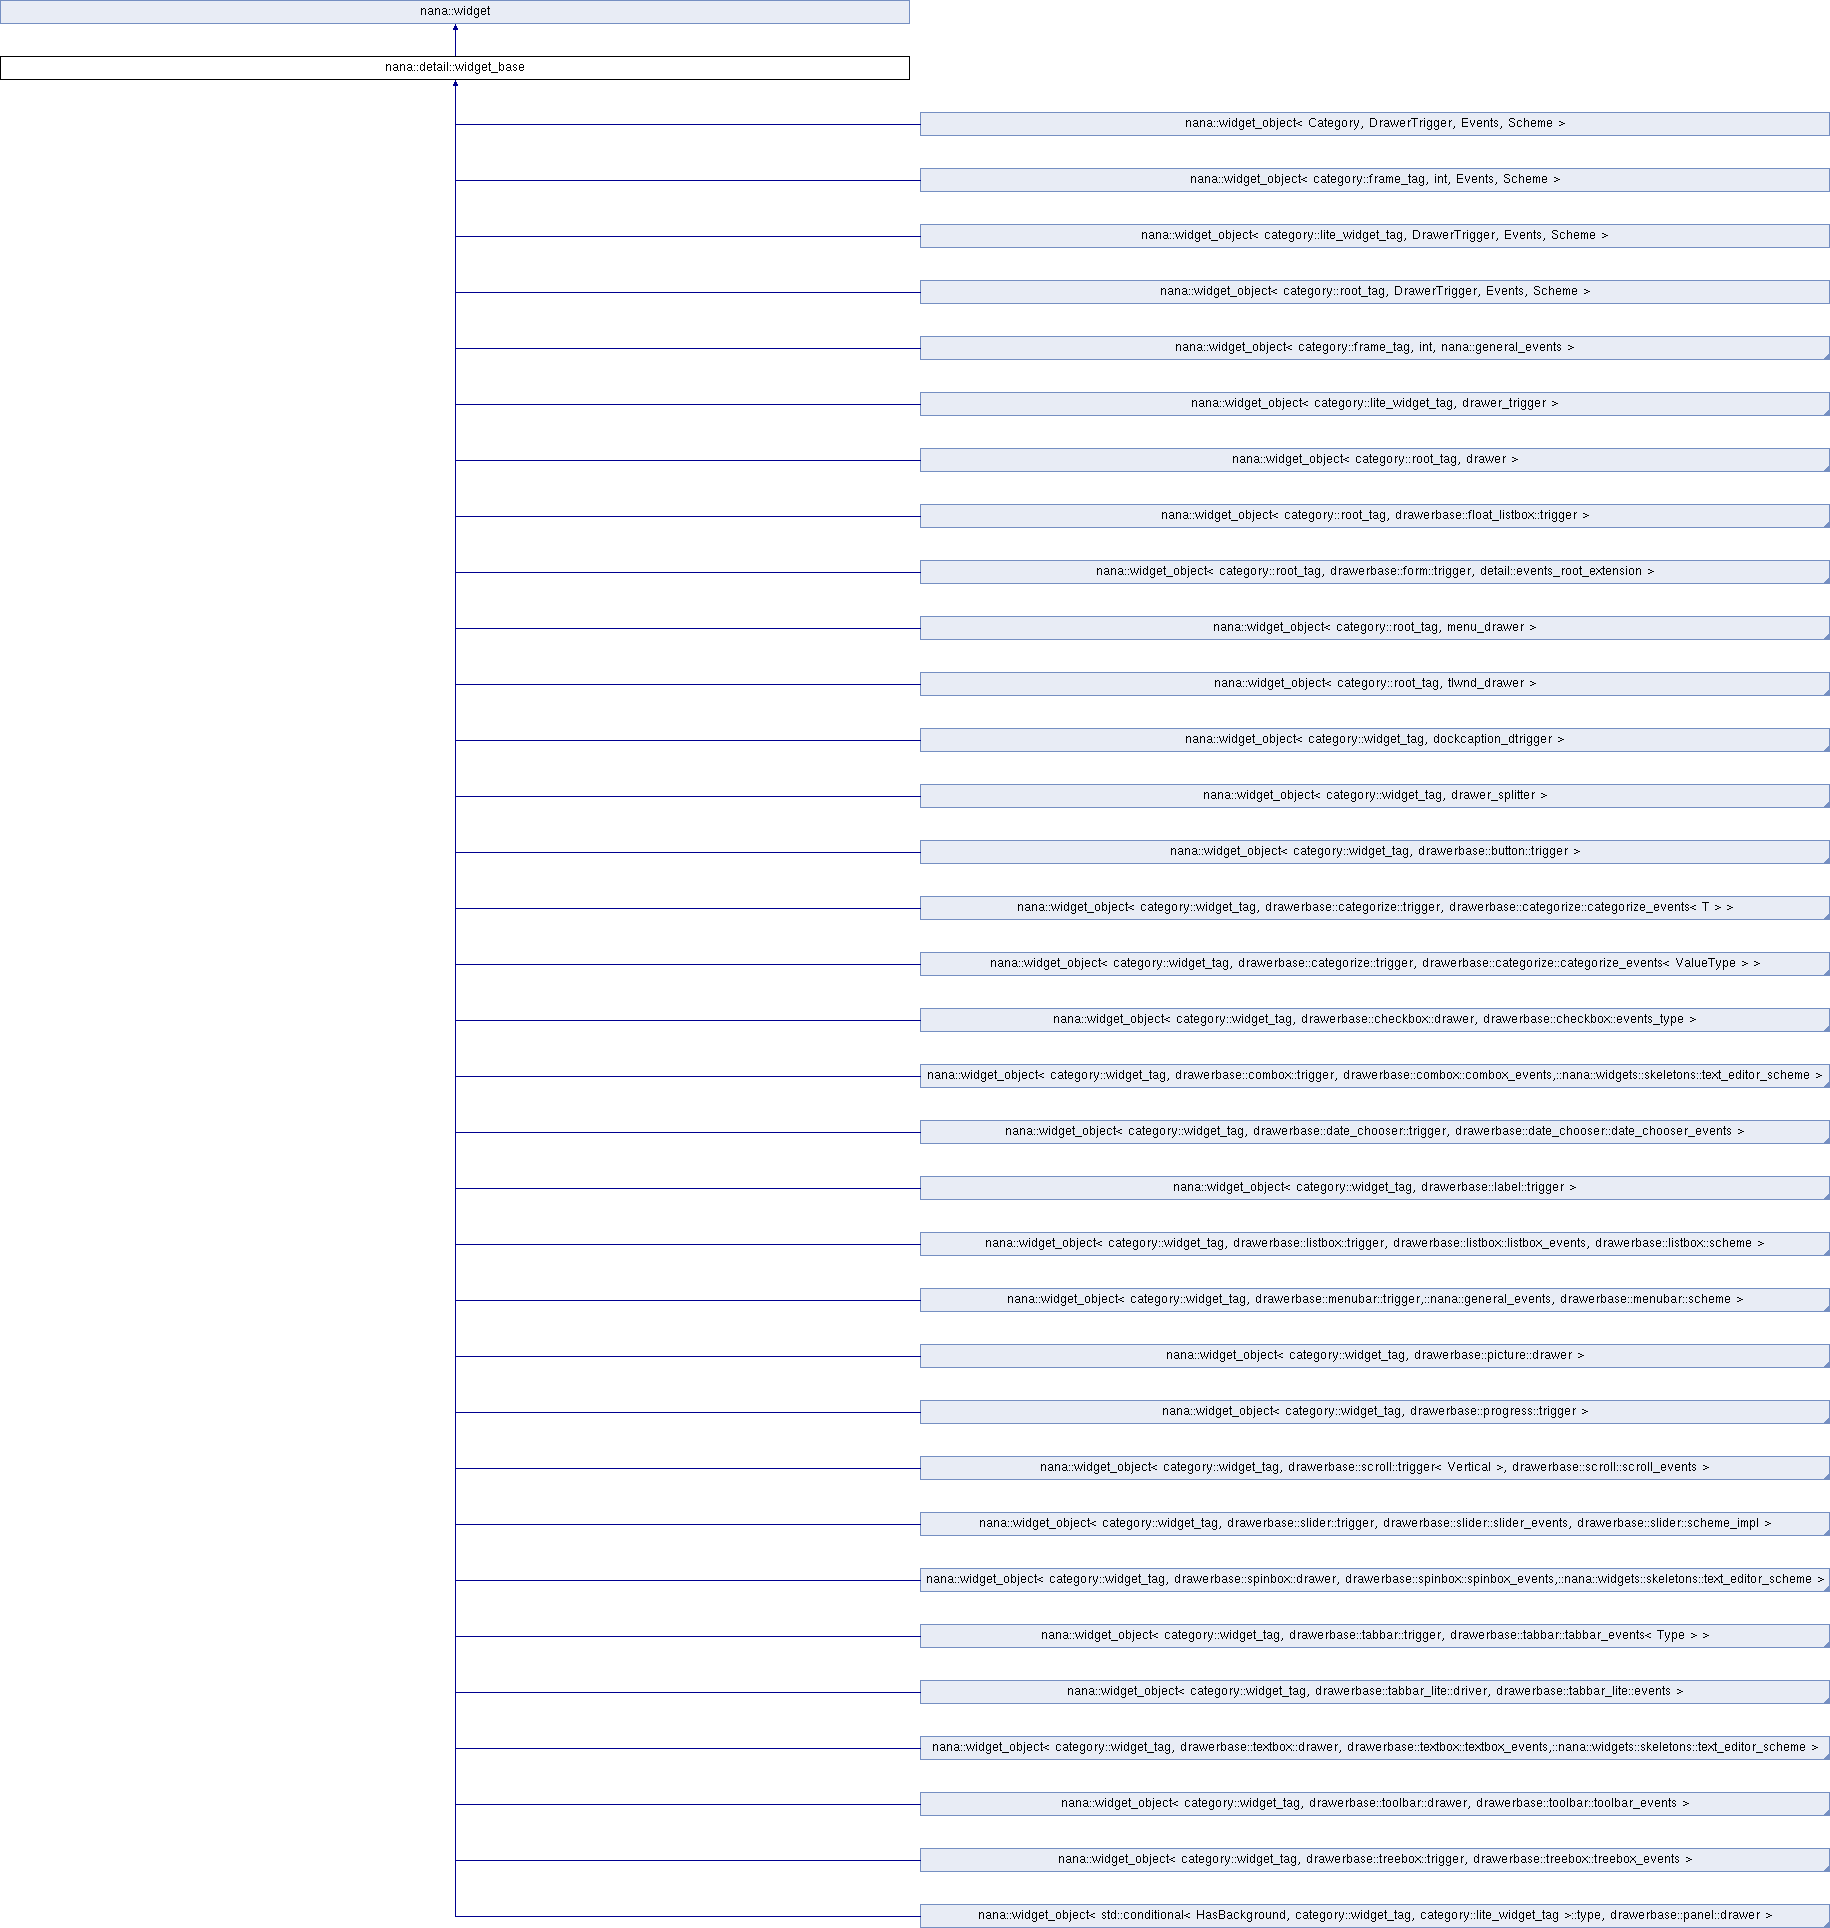 nana::widget
nana::detail::widget_base
nana::widget_object< Category, DrawerTrigger, Events, Scheme >
nana::widget_object< category::frame_tag, int, Events, Scheme >
nana::widget_object< category::lite_widget_tag, DrawerTrigger, Events, Scheme >
nana::widget_object< category::root_tag, DrawerTrigger, Events, Scheme >
nana::widget_object< category::frame_tag, int, nana::general_events >
nana::widget_object< category::lite_widget_tag, drawer_trigger >
nana::widget_object< category::root_tag, drawer >
nana::widget_object< category::root_tag, drawerbase::float_listbox::trigger >
nana::widget_object< category::root_tag, drawerbase::form::trigger, detail::events_root_extension >
nana::widget_object< category::root_tag, menu_drawer >
nana::widget_object< category::root_tag, tlwnd_drawer >
nana::widget_object< category::widget_tag, dockcaption_dtrigger >
nana::widget_object< category::widget_tag, drawer_splitter >
nana::widget_object< category::widget_tag, drawerbase::button::trigger >
nana::widget_object< category::widget_tag, drawerbase::categorize::trigger, drawerbase::categorize::categorize_events< T > >
nana::widget_object< category::widget_tag, drawerbase::categorize::trigger, drawerbase::categorize::categorize_events< ValueType > >
nana::widget_object< category::widget_tag, drawerbase::checkbox::drawer, drawerbase::checkbox::events_type >
nana::widget_object< category::widget_tag, drawerbase::combox::trigger, drawerbase::combox::combox_events,::nana::widgets::skeletons::text_editor_scheme >
nana::widget_object< category::widget_tag, drawerbase::date_chooser::trigger, drawerbase::date_chooser::date_chooser_events >
nana::widget_object< category::widget_tag, drawerbase::label::trigger >
nana::widget_object< category::widget_tag, drawerbase::listbox::trigger, drawerbase::listbox::listbox_events, drawerbase::listbox::scheme >
nana::widget_object< category::widget_tag, drawerbase::menubar::trigger,::nana::general_events, drawerbase::menubar::scheme >
nana::widget_object< category::widget_tag, drawerbase::picture::drawer >
nana::widget_object< category::widget_tag, drawerbase::progress::trigger >
nana::widget_object< category::widget_tag, drawerbase::scroll::trigger< Vertical >, drawerbase::scroll::scroll_events >
nana::widget_object< category::widget_tag, drawerbase::slider::trigger, drawerbase::slider::slider_events, drawerbase::slider::scheme_impl >
nana::widget_object< category::widget_tag, drawerbase::spinbox::drawer, drawerbase::spinbox::spinbox_events,::nana::widgets::skeletons::text_editor_scheme >
nana::widget_object< category::widget_tag, drawerbase::tabbar::trigger, drawerbase::tabbar::tabbar_events< Type > >
nana::widget_object< category::widget_tag, drawerbase::tabbar_lite::driver, drawerbase::tabbar_lite::events >
nana::widget_object< category::widget_tag, drawerbase::textbox::drawer, drawerbase::textbox::textbox_events,::nana::widgets::skeletons::text_editor_scheme >
nana::widget_object< category::widget_tag, drawerbase::toolbar::drawer, drawerbase::toolbar::toolbar_events >
nana::widget_object< category::widget_tag, drawerbase::treebox::trigger, drawerbase::treebox::treebox_events >
nana::widget_object< std::conditional< HasBackground, category::widget_tag, category::lite_widget_tag >::type, drawerbase::panel::drawer >